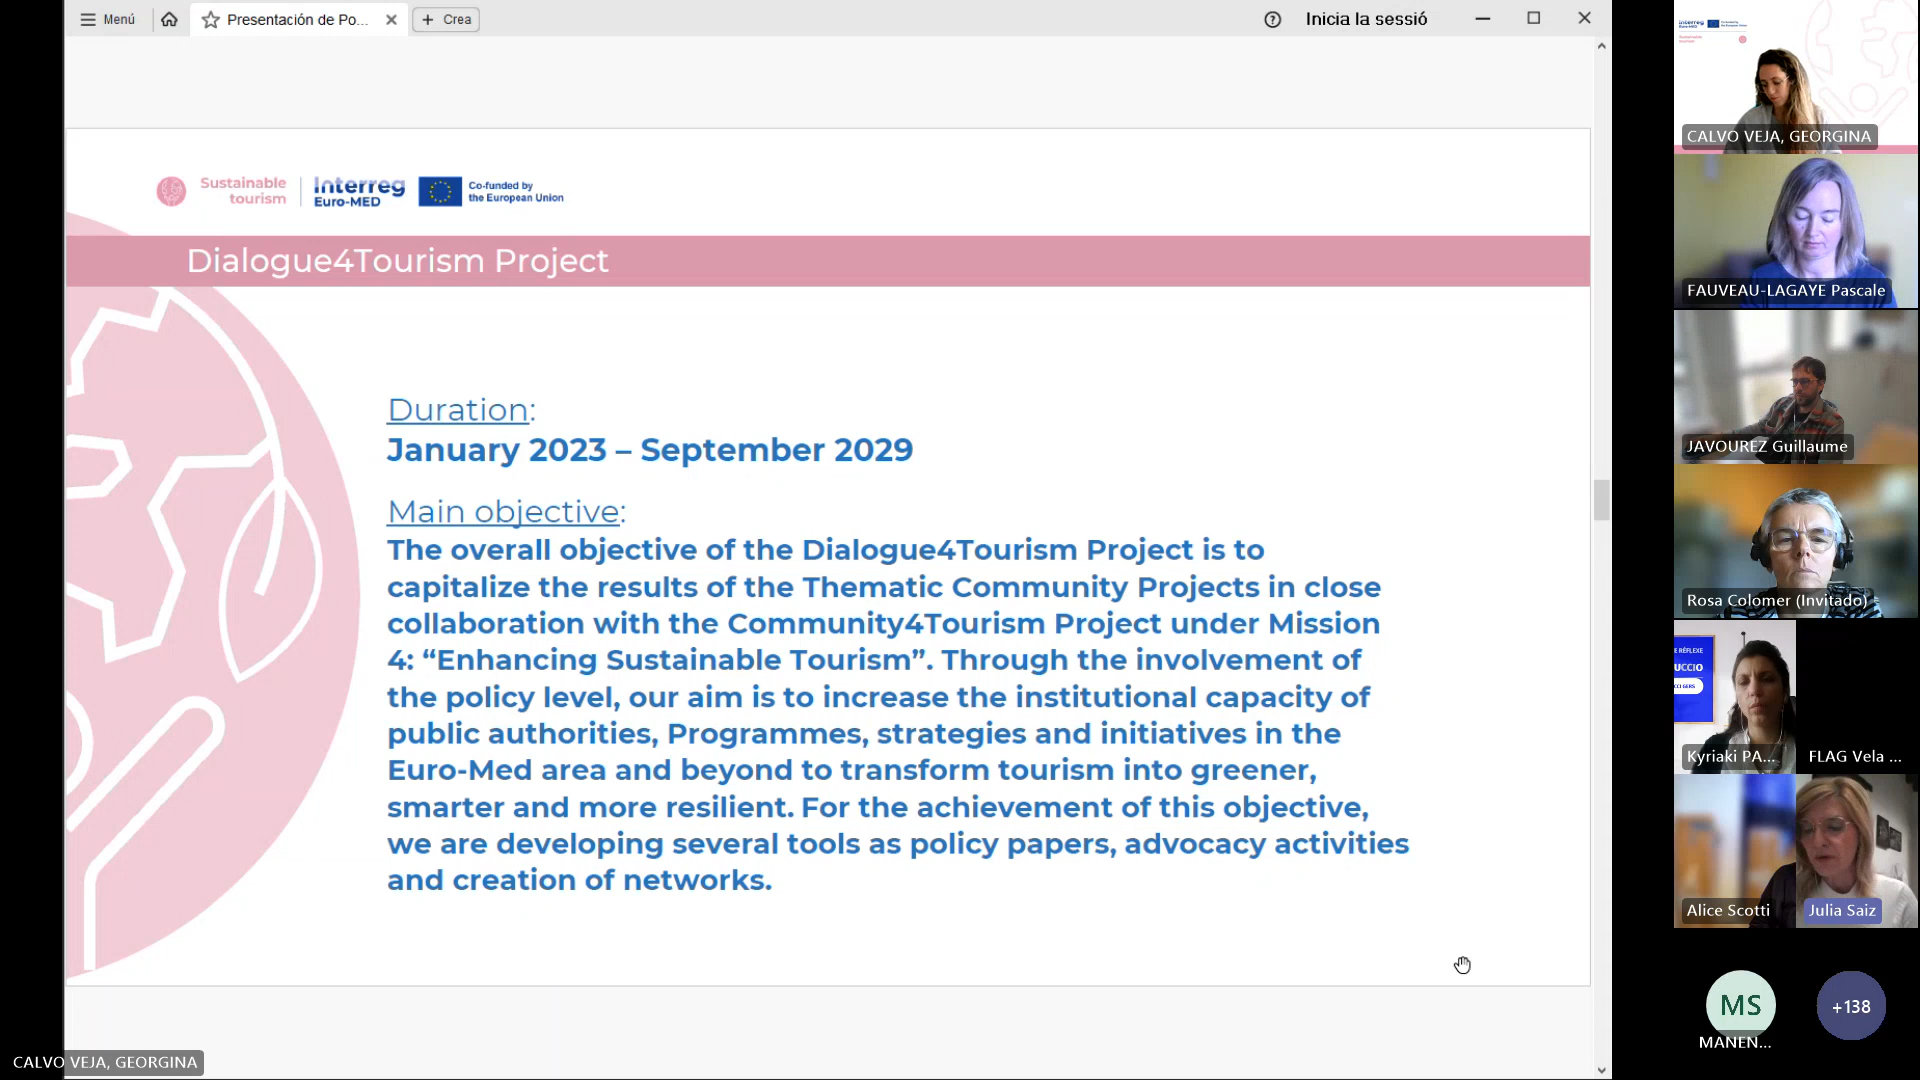 Menú
Presentación de Po...
Crea
Inicia la sessió
Sustainable
tourism
Interreg
Euro-MED
Co-funded by
the European Union
Dialogue4Tourism Project
Duration:
January 2023 – September 2029
Main objective:
The overall objective of the Dialogue4Tourism Project is to
capitalize the results of the Thematic Community Projects in close
collaboration with the Community4Tourism Project under Mission
4: “Enhancing Sustainable Tourism”. Through the involvement of
the policy level, our aim is to increase the institutional capacity of
public authorities, Programmes, strategies and initiatives in the
Euro-Med area and beyond to transform tourism into greener,
smarter and more resilient. For the achievement of this objective,
we are developing several tools as policy papers, advocacy activities
and creation of networks.
CALVO VEJA, GEORGINA
Interreg
CALVO VEJA, GEORGINA
FAUVEAU-LAGAYE Pascale
JAVOUREZ Guillaume
Rosa Colomer (Invitado)
E RÉFLEXE
UCCIO
Kyriaki PA...
FLAG Vela ...
Alice Scotti
Julia Saiz
MS
MANEN...
+138